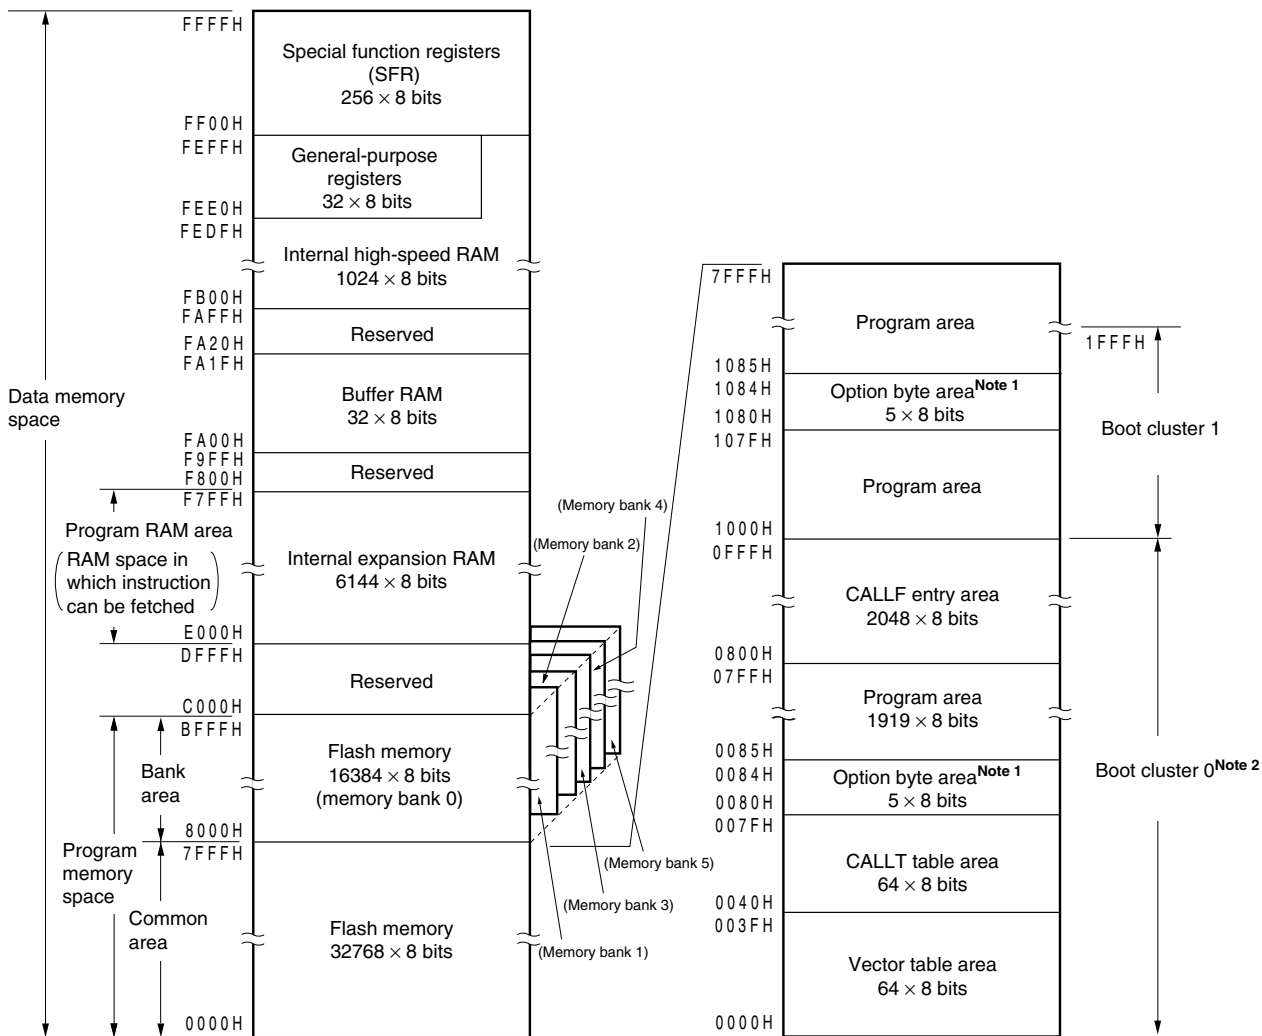 FFFFH
Special function registers
(SFR)
256 × 8 bits
FF00H
FEFFH
General-purpose
registers
32 × 8 bits
FEE0H
FEDFH
Internal high-speed RAM
1024 × 8 bits
FB00H
FAFFH
Reserved
FA20H
FA1FH
Buffer RAM
32 × 8 bits
FA00H
F9FFH
Reserved
F800H
F7FFH
Data memory
space
Program RAM area
(RAM space in
which instruction
can be fetched)
Internal expansion RAM
6144 × 8 bits
E000H
DFFFH
Reserved
C000H
BFFFH
Bank
area
Flash memory
16384 × 8 bits
(memory bank 0)
8000H
7FFFH
Program
memory
space
Common
area
Flash memory
32768 × 8 bits
0000H
(Memory bank 4)
(Memory bank 2)
(Memory bank 5)
(Memory bank 3)
(Memory bank 1)
7FFFH
Program area
1FFFH
1085H
1084H
Option byte area Note 1
5 × 8 bits
1080H
107FH
Boot cluster 1
Program area
1000H
0FFFH
CALLF entry area
2048 × 8 bits
0800H
07FFH
Program area
1919 × 8 bits
0085H
0084H
Option byte area Note 1
5 × 8 bits
Boot cluster 0 Note 2
0080H
007FH
CALLT table area
64 × 8 bits
0040H
003FH
Vector table area
64 × 8 bits
0000H